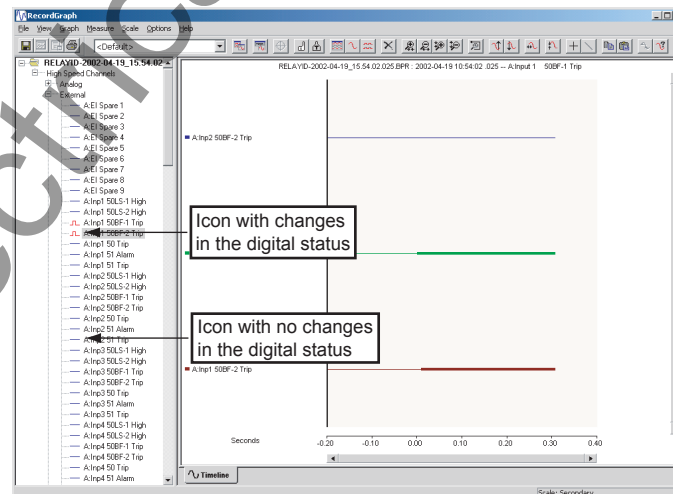 RecordGraph
File View Graph Measure Scale Options Help
<Default>
RELAYID-2002-04-19_15.54.02
High Speed Channels
Analog
External
A:EI Spare 1
A:EI Spare 2
A:EI Spare 3
A:EI Spare 4
A:EI Spare 5
A:EI Spare 6
A:EI Spare 7
A:EI Spare 8
A:EI Spare 9
A:Inp1 50LS-1 High
A:Inp1 50LS-2 High
A:Inp1 50BF-1 Trip
A:Inp1 50BF-2 Trip
A:Inp1 50 Trip
A:Inp1 51 Alarm
A:Inp1 51 Trip
A:Inp2 50LS-1 High
A:Inp2 50LS-2 High
A:Inp2 50BF-1 Trip
A:Inp2 50BF-2 Trip
A:Inp2 50 Trip
A:Inp2 51 Alarm
A:Inp2 51 Trip
A:Inp3 50LS-1 High
A:Inp3 50LS-2 High
A:Inp3 50BF-1 Trip
A:Inp3 50BF-2 Trip
A:Inp3 50 Trip
A:Inp3 51 Alarm
A:Inp3 51 Trip
A:Inp4 50LS-1 High
A:Inp4 50LS-2 High
A:Inp4 50BF-1 Trip
A:Inp4 50BF-2 Trip
A:Inp4 50 Trip
A:Inp4 51 Alarm
RELAYID-2002-04-19_15.54.02.025.BPR : 2002-04-19 10:54:02 .025 -- A:Input 1 50BF-1 Trip
A:Inp2 50BF-2 Trip
Icon with changes
in the digital status
Icon with no changes
in the digital status
A:Inp1 50BF-2 Trip
Seconds
-0.20 -0.10 0.00 0.10 0.20 0.30 0.40
Timeline
Scale: Secondary